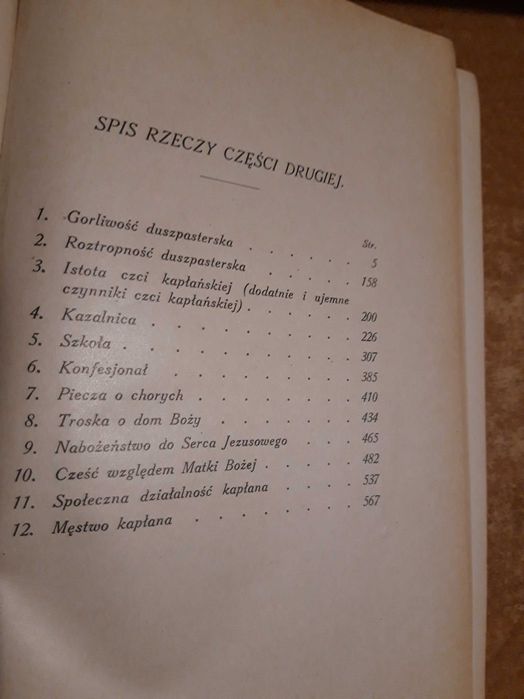 SPIS RZECZY CZĘŚCI DRUGIEJ.
Str.
1. Gorliwość duszpasterska . . . . . . 5
2. Roztropność duszpasterska . . . . . 158
3. Istota czci kapłańskiej (dodatnie i ujemne
czynniki czci kapłańskiej) . . . . . 200
4. Kazalnica . . . . . . . . . 226
5. Szkoła . . . . . . . . . . 307
6. Konfesjonał . . . . . . . . 385
7. Piecza o chorych . . . . . . . 410
8. Troska o dom Boży . . . . . . 434
9. Nabożeństwo do Serca Jezusowego . . . 465
10. Cześć względem Matki Bożej . . . . 482
11. Społeczna działalność kapłana . . . . 537
12. Męstwo kapłana . . . . . . . 567